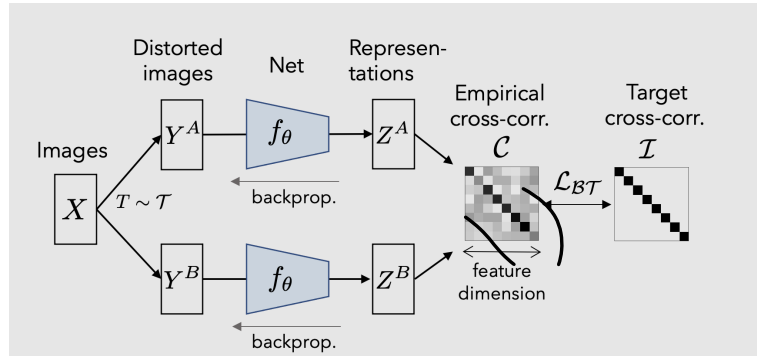 Distorted
images
Net
Represen-
tations
Empirical
cross-corr.
Target
cross-corr.
Images
Y^A
f_θ
Z^A
𝒞
ℐ
backprop.
X
T ~ 𝒯
ℒ_ℬ𝒯
Y^B
f_θ
Z^B
feature
dimension
backprop.